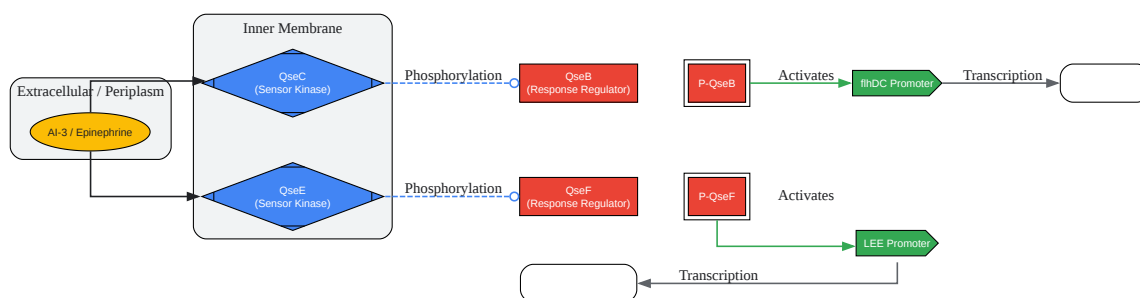 Inner Membrane
Extracellular / Periplasm
AI-3 / Epinephrine
QseC
(Sensor Kinase)
Phosphorylation
QseB
(Response Regulator)
P-QseB
Activates
flhDC Promoter
Transcription
QseE
(Sensor Kinase)
Phosphorylation
QseF
(Response Regulator)
P-QseF
Activates
LEE Promoter
Transcription